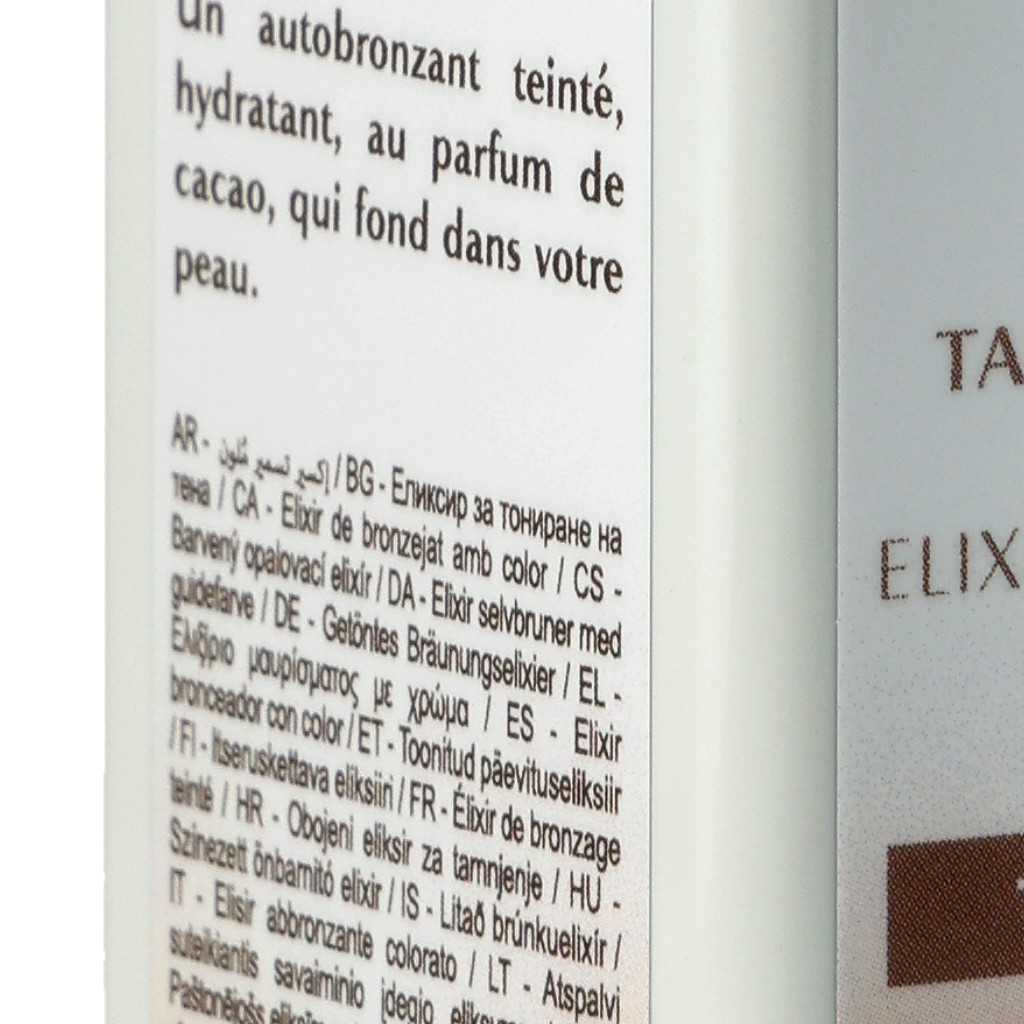 Un autobronzant teinté,
hydratant, au parfum de
cacao, qui fond dans votre
peau.
AR - إكسير تسمير مُلون / BG - Еликсир за тониране на
тена / CA - Elixir de bronzejat amb color / CS -
Barvený opalovací elixír / DA - Elixir selvbruner med
guidefarve / DE - Getöntes Bräunungselixier / EL -
Ελιξήριο μαυρίσματος με χρώμα / ES - Elixir
bronceador con color / ET - Toonitud päevituseliksiir
/ FI - Itseruskettava eliksiiri / FR - Élixir de bronzage
teinté / HR - Obojeni eliksir za tamnjenje / HU -
Színezett önbarnító elixír / IS - Litað brúnkuelixír /
IT - Elisir abbronzante colorato / LT - Atspalvį
suteikiantis savaiminio įdegio
TA
ELIX